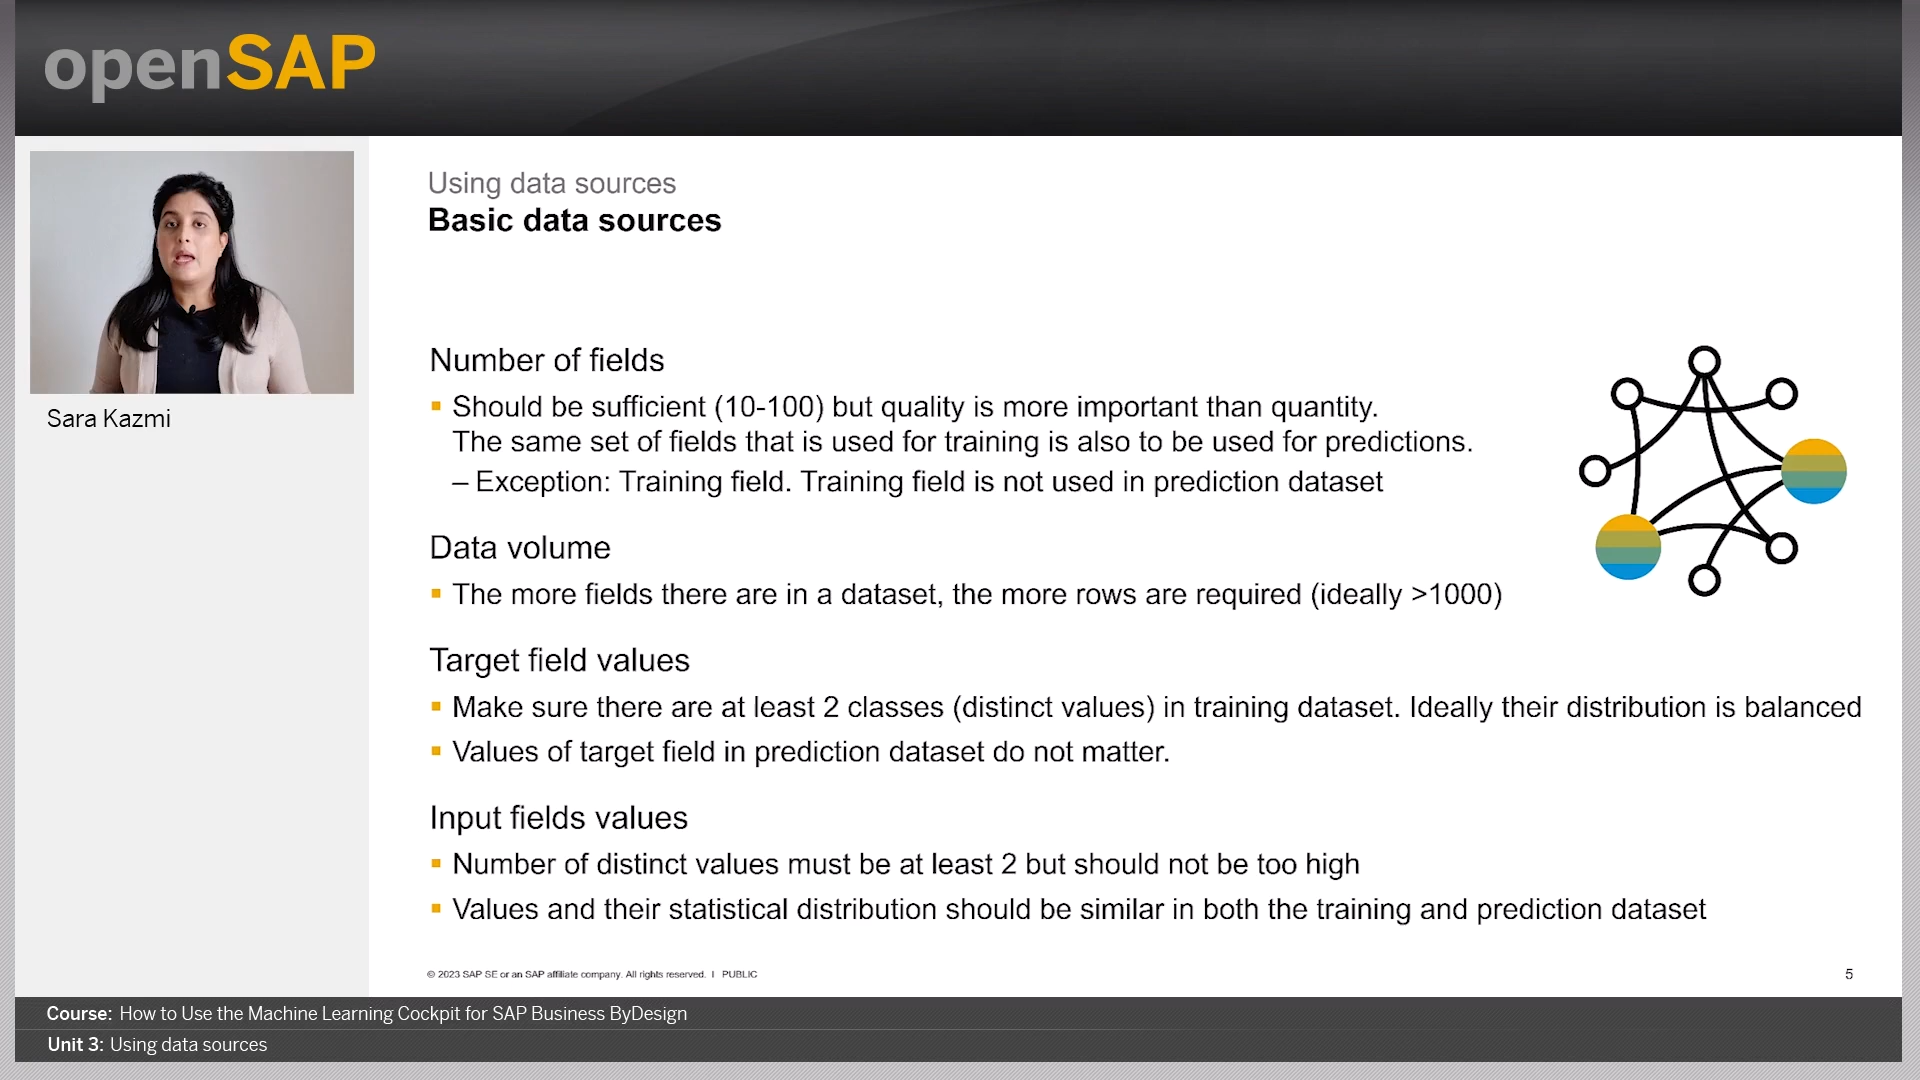 openSAP
Sara Kazmi
Using data sources
Basic data sources
Number of fields
▪ Should be sufficient (10-100) but quality is more important than quantity.
The same set of fields that is used for training is also to be used for predictions.
– Exception: Training field. Training field is not used in prediction dataset
Data volume
▪ The more fields there are in a dataset, the more rows are required (ideally >1000)
Target field values
▪ Make sure there are at least 2 classes (distinct values) in training dataset. Ideally their distribution is balanced
▪ Values of target field in prediction dataset do not matter.
Input fields values
▪ Number of distinct values must be at least 2 but should not be too high
▪ Values and their statistical distribution should be similar in both the training and prediction dataset
© 2023 SAP SE or an SAP affiliate company. All rights reserved. I PUBLIC
5
Course: How to Use the Machine Learning Cockpit for SAP Business ByDesign
Unit 3: Using data sources